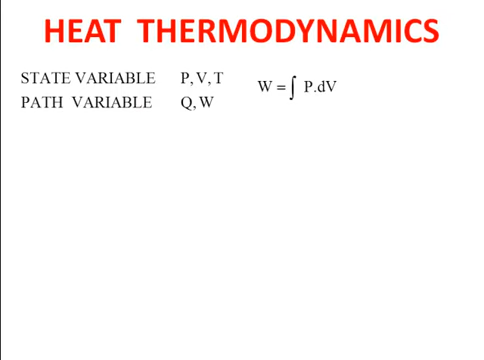 HEAT THERMODYNAMICS
STATE VARIABLE P, V, T
W = ∫ P.dV
PATH VARIABLE Q, W